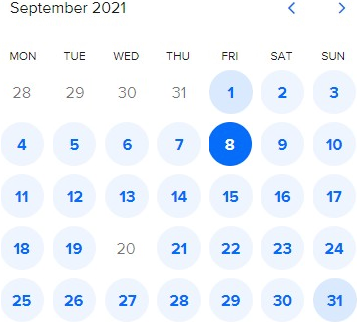 September 2021
MON TUE WED THU FRI SAT SUN
28 29 30 31 1 2 3
4 5 6 7 8 9 10
11 12 13 14 15 16 17
18 19 20 21 22 23 24
25 26 27 28 29 30 31